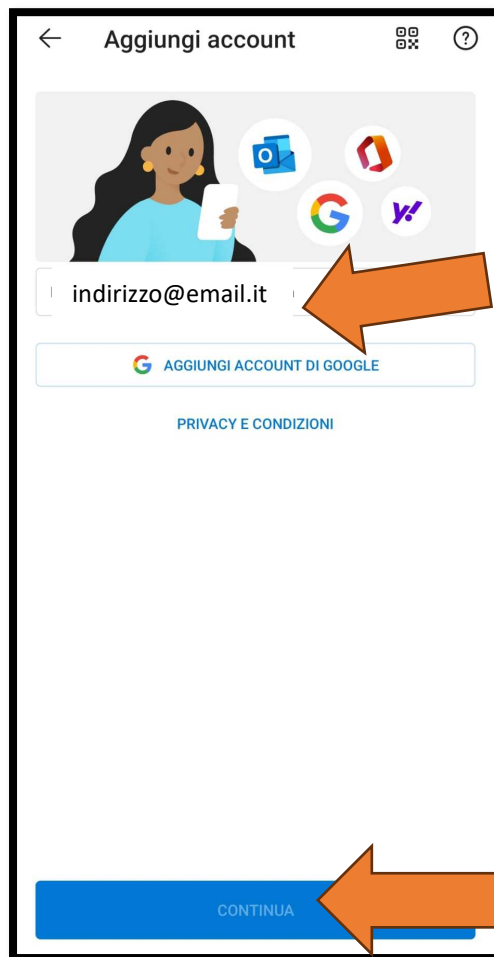 Aggiungi account
indirizzo@email.it
AGGIUNGI ACCOUNT DI GOOGLE
PRIVACY E CONDIZIONI
CONTINUA